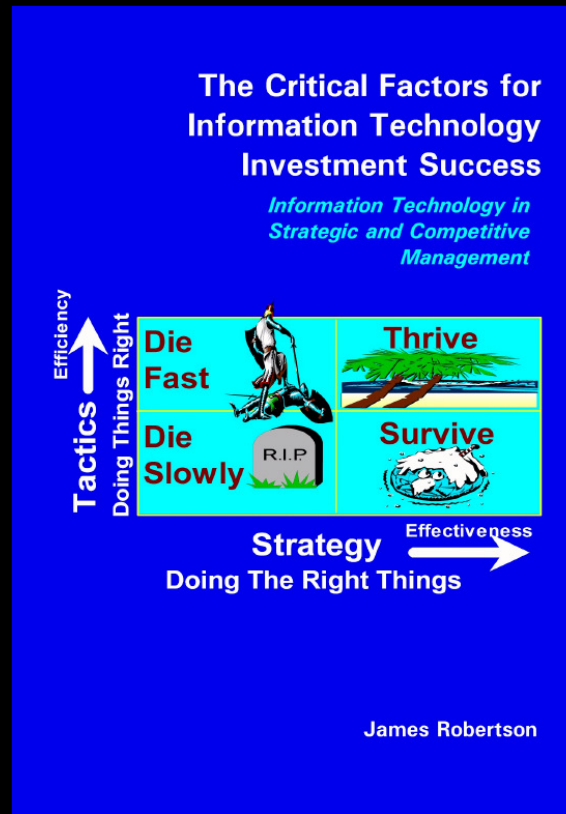 The Critical Factors for
Information Technology
Investment Success
Information Technology in
Strategic and Competitive
Management
Efficiency
Tactics
Doing Things Right
Die
Fast
Thrive
Die
Slowly
R.I.P.
Survive
Effectiveness
Strategy
Doing The Right Things
James Robertson